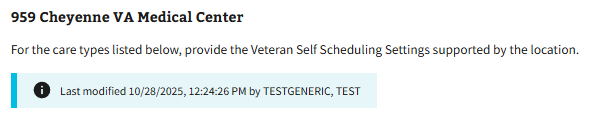 959 Cheyenne VA Medical Center
For the care types listed below, provide the Veteran Self Scheduling Settings supported by the location.
Last modified 10/28/2025, 12:24:26 PM by TESTGENERIC, TEST